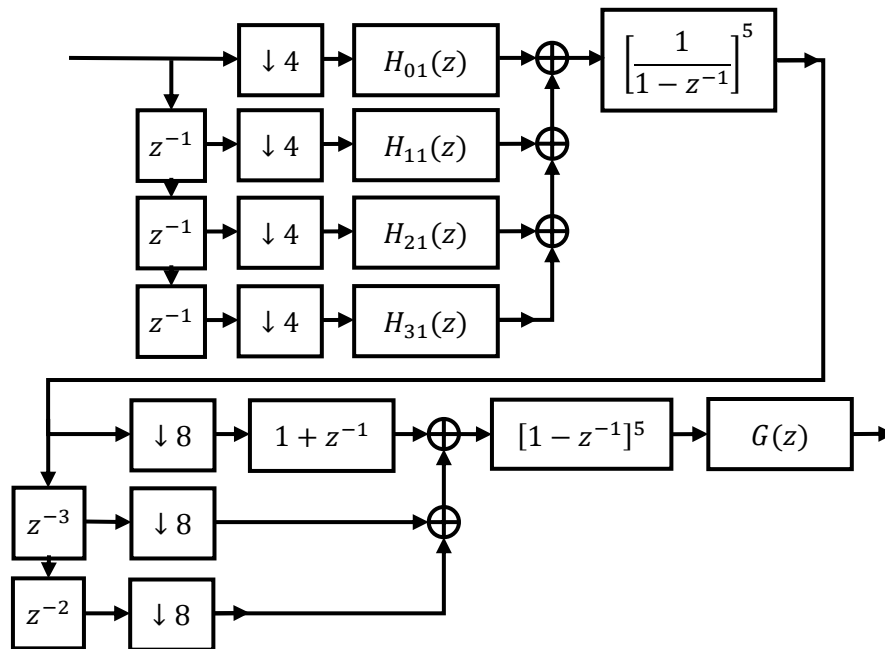 ↓ 4
H₀₁(z)
[1/(1 − z⁻¹)]⁵
z⁻¹
↓ 4
H₁₁(z)
z⁻¹
↓ 4
H₂₁(z)
z⁻¹
↓ 4
H₃₁(z)
↓ 8
1 + z⁻¹
[1 − z⁻¹]⁵
G(z)
z⁻³
↓ 8
z⁻²
↓ 8